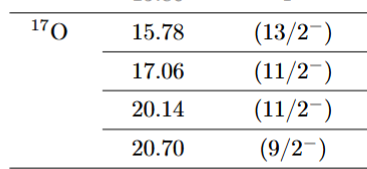 ¹⁷O 15.78 (13/2⁻)
17.06 (11/2⁻)
20.14 (11/2⁻)
20.70 (9/2⁻)